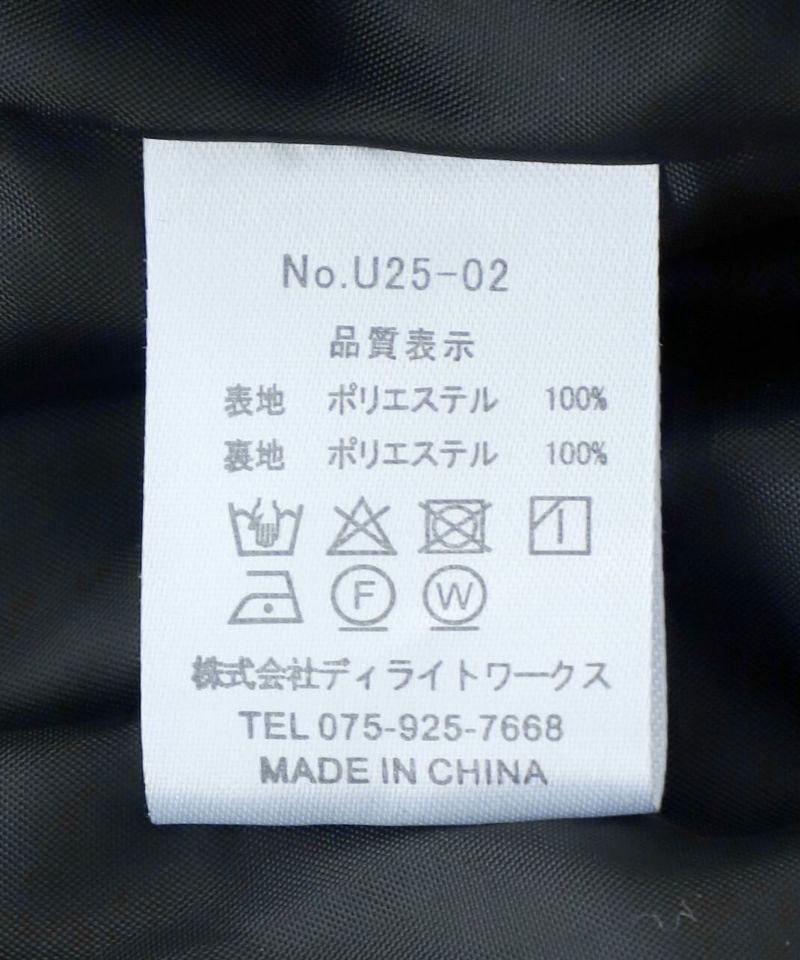 No.U25-02
品質表示
表地 ポリエステル 100%
裏地 ポリエステル 100%
F W
株式会社ディライトワークス
TEL 075-925-7668
MADE IN CHINA